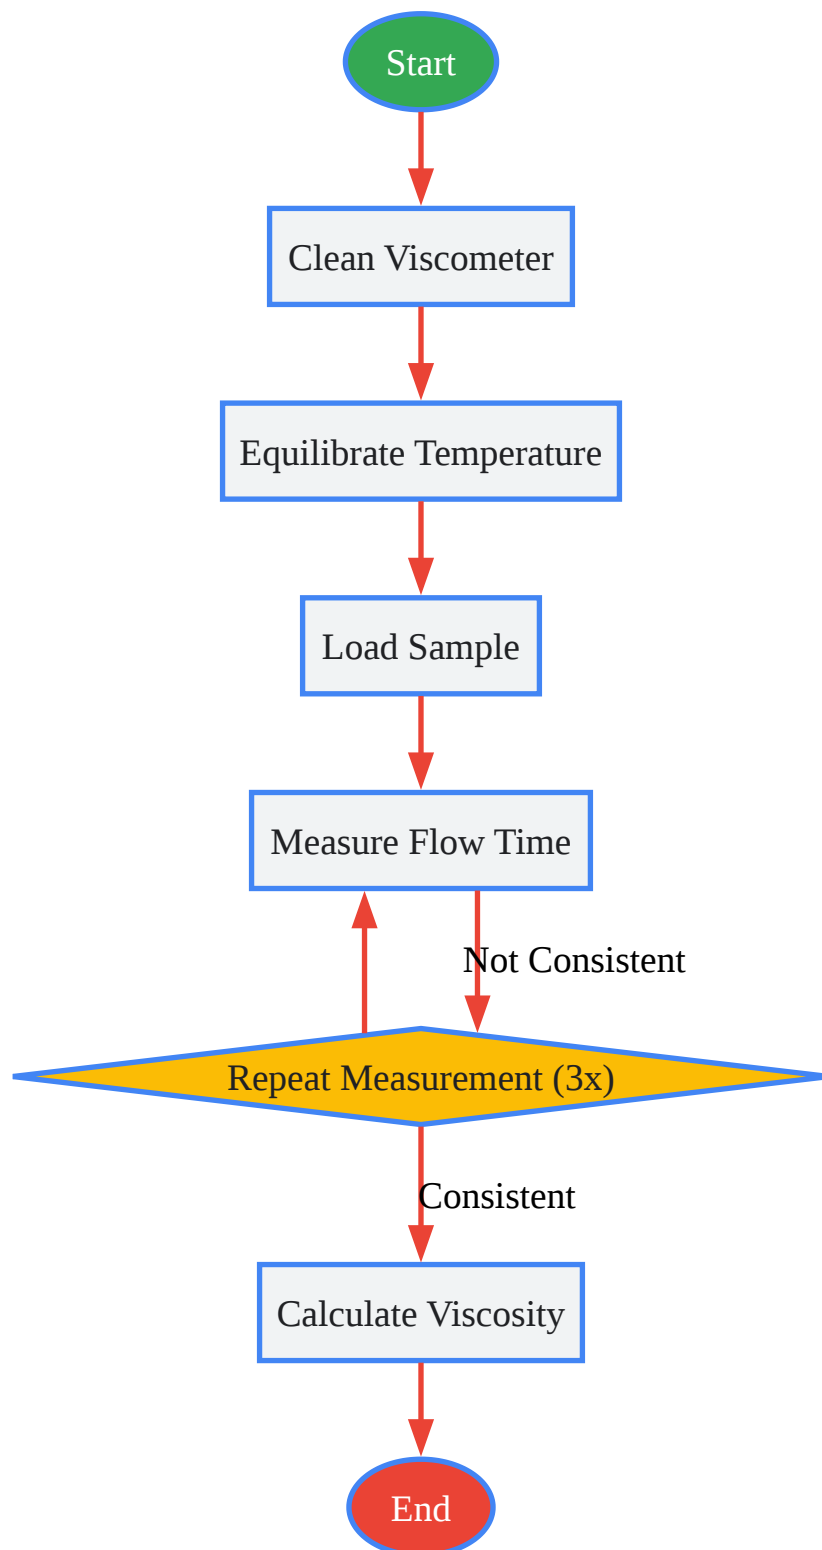 Start
Clean Viscometer
Equilibrate Temperature
Load Sample
Measure Flow Time
Not Consistent
Repeat Measurement (3x)
Consistent
Calculate Viscosity
End